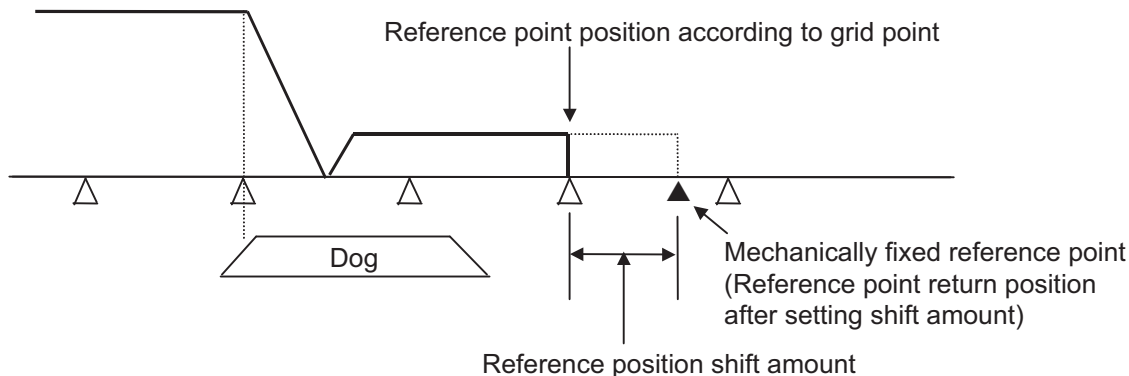 Reference point position according to grid point
Dog
Mechanically fixed reference point
(Reference point return position
after setting shift amount)
Reference position shift amount